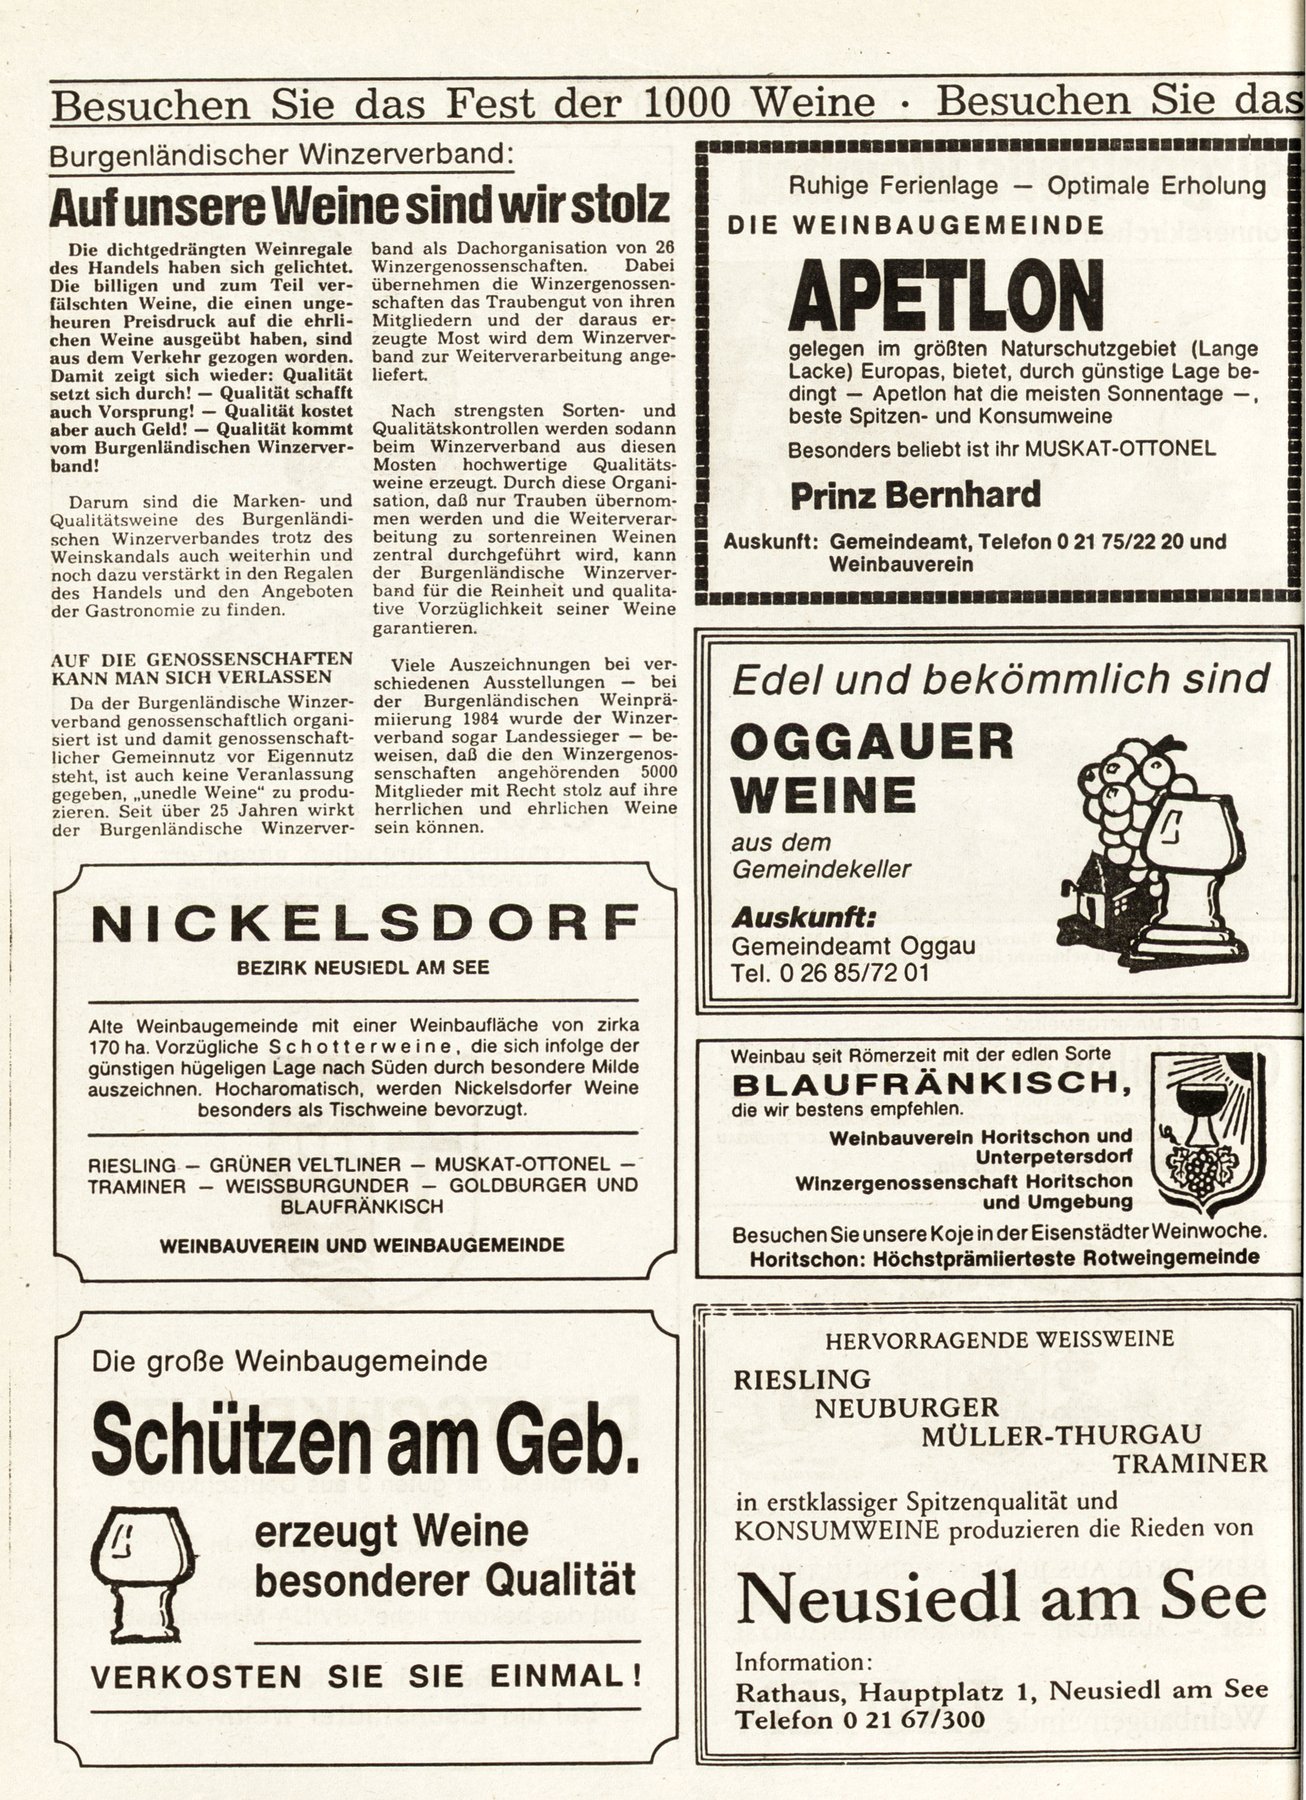 Besuchen Sie das Fest der 1000 Weine · Besuchen Sie das
Burgenländischer Winzerverband:
Auf unsere Weine sind wir stolz
Die dichtgedrängten Weinregale
des Handels haben sich gelichtet.
Die billigen und zum Teil ver-
fälschten Weine, die einen unge-
heuren Preisdruck auf die ehrli-
chen Weine ausgeübt haben, sind
aus dem Verkehr gezogen worden.
Damit zeigt sich wieder: Qualität
setzt sich durch! — Qualität schafft
auch Vorsprung! — Qualität kostet
aber auch Geld! — Qualität kommt
vom Burgenländischen Winzerver-
band!
Darum sind die Marken- und
Qualitätsweine des Burgenländi-
schen Winzerverbandes trotz des
Weinskandals auch weiterhin und
noch dazu verstärkt in den Regalen
des Handels und den Angeboten
der Gastronomie zu finden.
AUF DIE GENOSSENSCHAFTEN
KANN MAN SICH VERLASSEN
Da der Burgenländische Winzer-
verband genossenschaftlich organi-
siert ist und damit genossenschaft-
licher Gemeinnutz vor Eigennutz
steht, ist auch keine Veranlassung
gegeben, „unedle Weine“ zu produ-
zieren. Seit über 25 Jahren wirkt
der Burgenländische Winzerver-
band als Dachorganisation von 26
Winzergenossenschaften. Dabei
übernehmen die Winzergenossen-
schaften das Traubengut von ihren
Mitgliedern und der daraus er-
zeugte Most wird dem Winzerver-
band zur Weiterverarbeitung ange-
liefert.
Nach strengsten Sorten- und
Qualitätskontrollen werden sodann
beim Winzerverband aus diesen
Mosten hochwertige Qualitäts-
weine erzeugt. Durch diese Organi-
sation, daß nur Trauben übernom-
men werden und die Weiterverar-
beitung zu sortenreinen Weinen
zentral durchgeführt wird, kann
der Burgenländische Winzerver-
band für die Reinheit und qualita-
tive Vorzüglichkeit seiner Weine
garantieren.
Viele Auszeichnungen bei ver-
schiedenen Ausstellungen — bei
der Burgenländischen Weinprä-
miierung 1984 wurde der Winzer-
verband sogar Landessieger — be-
weisen, daß die den Winzergenos-
senschaften angehörenden 5000
Mitglieder mit Recht stolz auf ihre
herrlichen und ehrlichen Weine
sein können.
Ruhige Ferienlage — Optimale Erholung
DIE WEINBAUGEMEINDE
APETLON
gelegen im größten Naturschutzgebiet (Lange
Lacke) Europas, bietet, durch günstige Lage be-
dingt — Apetlon hat die meisten Sonnentage —,
beste Spitzen- und Konsumweine
Besonders beliebt ist ihr MUSKAT-OTTONEL
Prinz Bernhard
Auskunft: Gemeindeamt, Telefon 0 21 75/22 20 und
Weinbauverein
Edel und bekömmlich sind
OGGAUER
WEINE
aus dem
Gemeindekeller
Auskunft:
Gemeindeamt Oggau
Tel. 0 26 85/72 01
NICKELSDORF
BEZIRK NEUSIEDL AM SEE
Alte Weinbaugemeinde mit einer Weinbaufläche von zirka
170 ha. Vorzügliche Schotterweine, die sich infolge der
günstigen hügeligen Lage nach Süden durch besondere Milde
auszeichnen. Hocharomatisch, werden Nickelsdorfer Weine
besonders als Tischweine bevorzugt.
RIESLING — GRÜNER VELTLINER — MUSKAT-OTTONEL —
TRAMINER — WEISSBURGUNDER — GOLDBURGER UND
BLAUFRÄNKISCH
WEINBAUVEREIN UND WEINBAUGEMEINDE
Weinbau seit Römerzeit mit der edlen Sorte
BLAUFRÄNKISCH,
die wir bestens empfehlen.
Weinbauverein Horitschon und
Unterpetersdorf
Winzergenossenschaft Horitschon
und Umgebung
Besuchen Sie unsere Koje in der Eisenstädter Weinwoche.
Horitschon: Höchstprämiierteste Rotweingemeinde
Die große Weinbaugemeinde
Schützen am Geb.
erzeugt Weine
besonderer Qualität
VERKOSTEN SIE SIE EINMAL!
HERVORRAGENDE WEISSWEINE
RIESLING
NEUBURGER
MÜLLER-THURGAU
TRAMINER
in erstklassiger Spitzenqualität und
KONSUMWEINE produzieren die Rieden von
Neusiedl am See
Information:
Rathaus, Hauptplatz 1, Neusiedl am See
Telefon 0 21 67/300